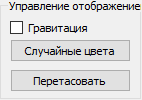 Управление отображение
Гравитация
Случайные цвета
Перетасовать